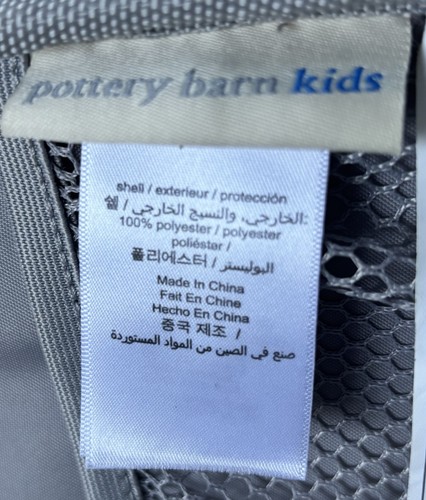 pottery barn kids
shell / exterieur / protección
쉘 / الخارجي، والنسيج الخارجي:
100% polyester / polyester
poliéster /
폴리에스터 / البوليستر
Made In China
Fait En Chine
Hecho En China
중국 제조 /
صنع في الصين من المواد المستوردة